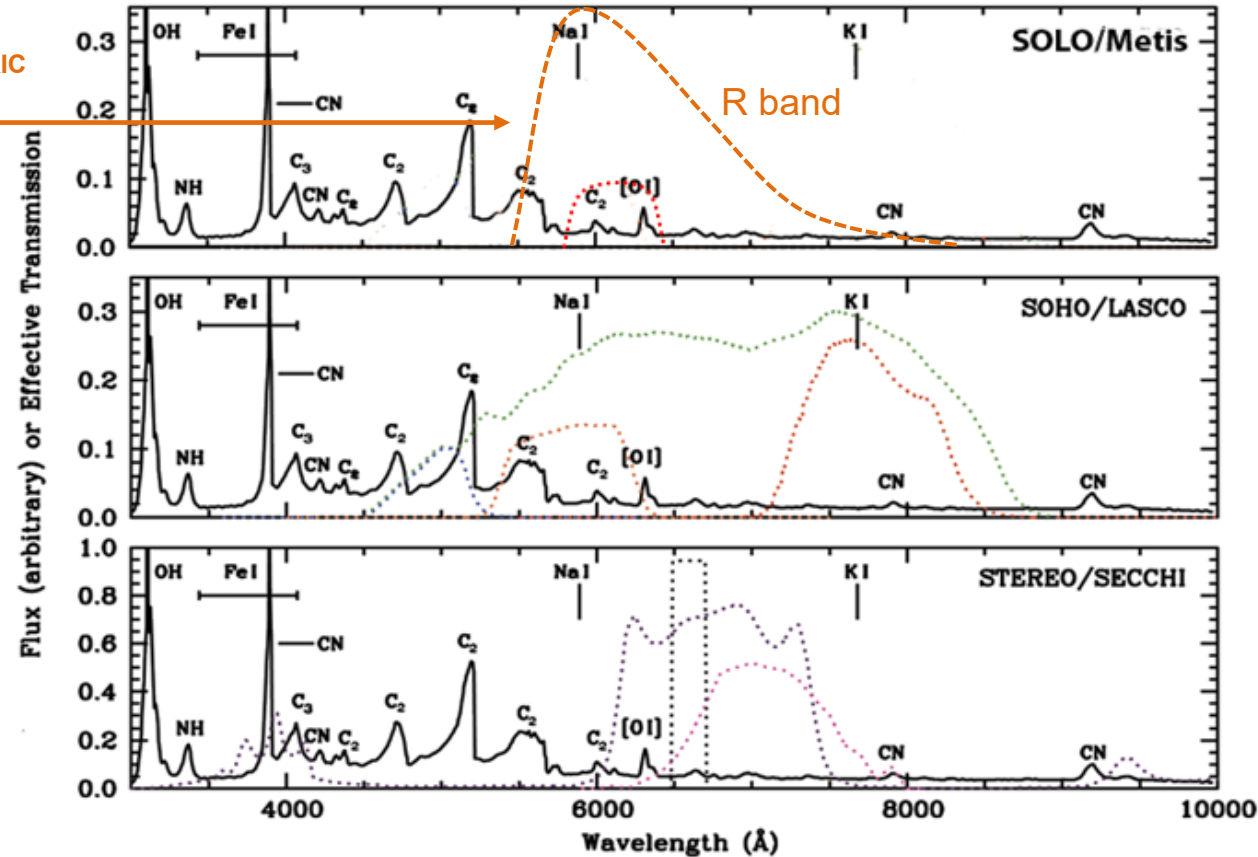 OH FeI NaI KI SOLO/Metis
CN
R band
NH C₃ CN C₂ C₂ C₂ C₂ C₂ [OI] CN CN
0.3
0.2
0.1
0.0
OH FeI NaI KI SOHO/LASCO
CN
NH C₃ CN C₂ C₂ C₂ C₂ C₂ [OI] CN CN
0.3
0.2
0.1
0.0
OH FeI NaI KI STEREO/SECCHI
CN
NH C₃ CN C₂ C₂ C₂ C₂ C₂ [OI] CN CN
1.0
0.8
0.6
0.4
0.2
0.0
4000 6000 8000 10000
Wavelength (Å)
Flux (arbitrary) or Effective Transmission